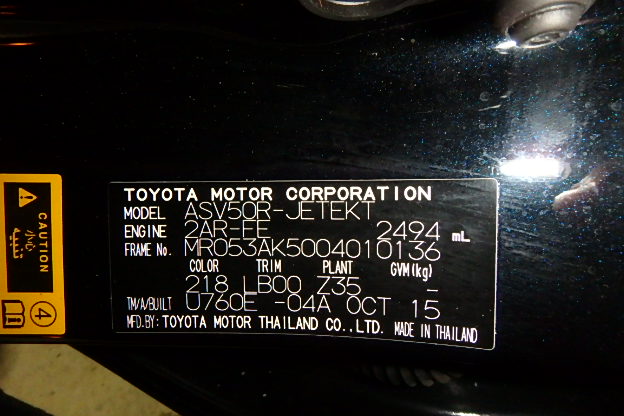 TOYOTA MOTOR CORPORATION
MODEL ASV50R-JETEKT
ENGINE 2AR-FE 2494 mL
FRAME No. MR053AK5004010136
COLOR TRIM PLANT GVM(kg)
218 LB00 Z35 -
TM/A/BUILT U760E -04A OCT 15
MFD.BY: TOYOTA MOTOR THAILAND CO.,LTD. MADE IN THAILAND
CAUTION
4